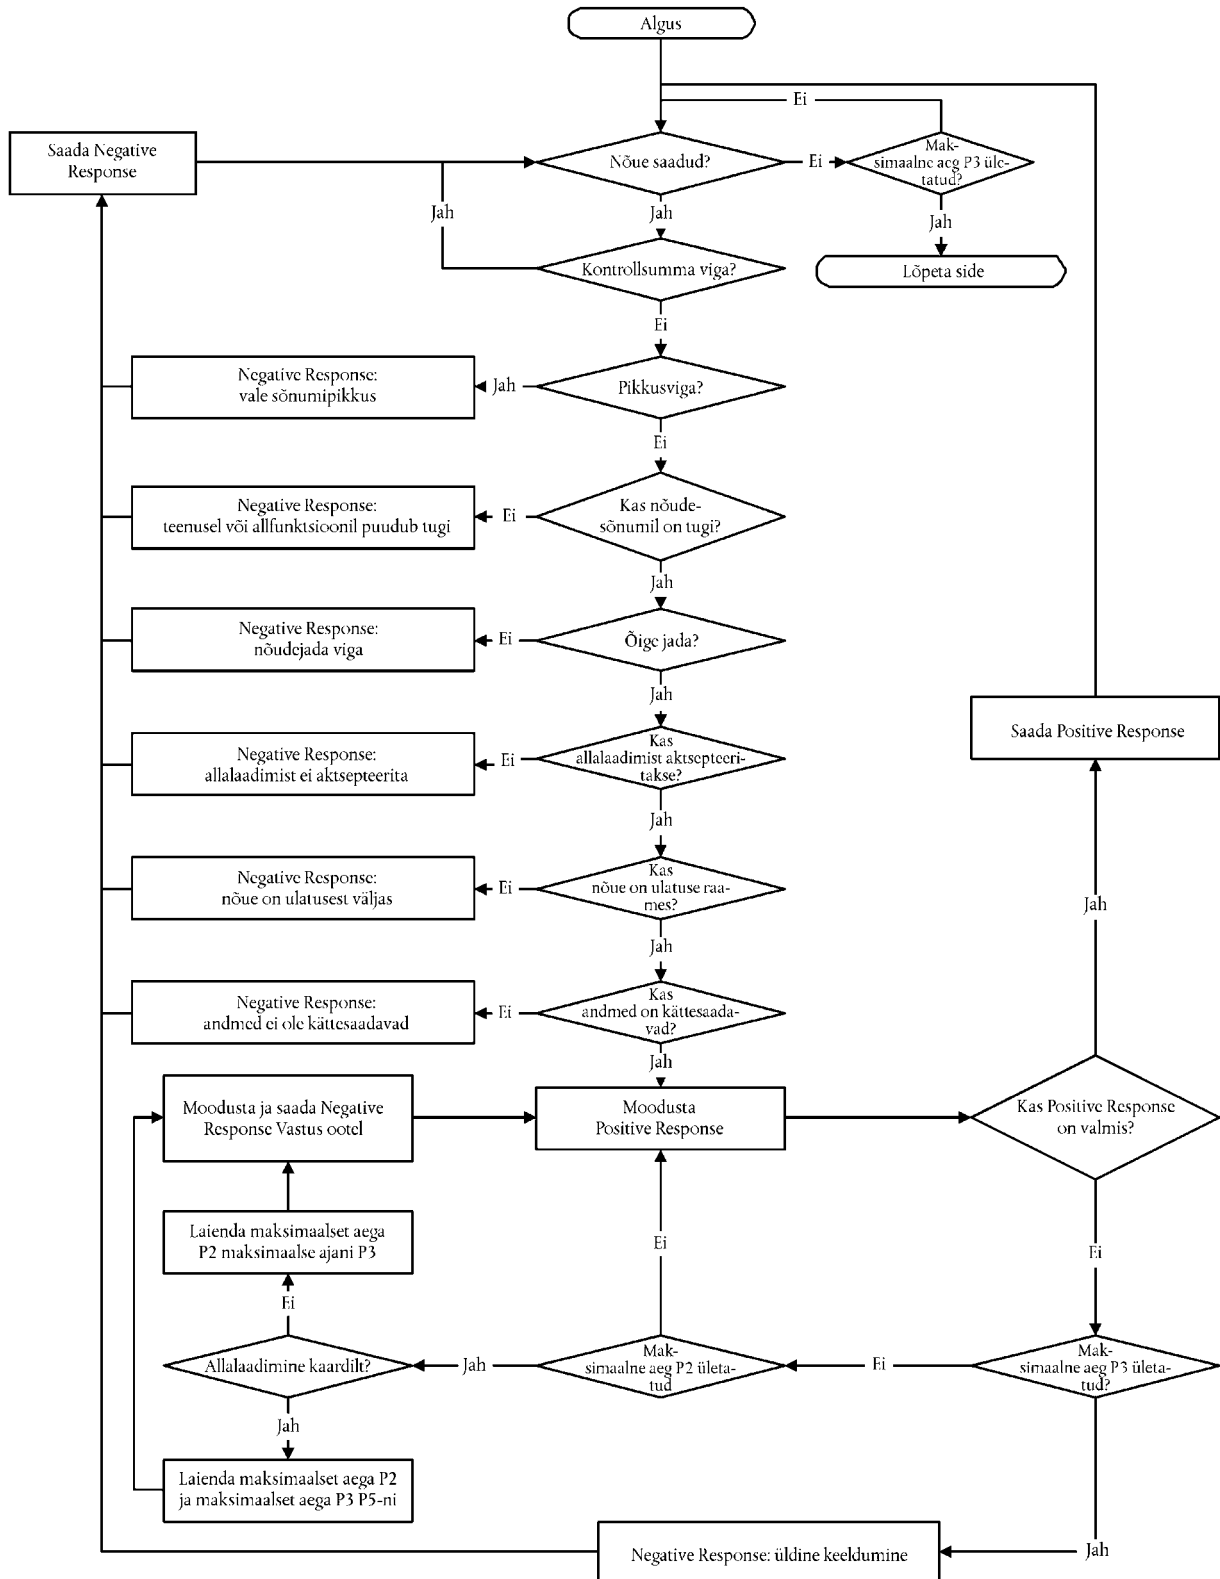 Algus
Ei
Saada Negative
Response
Nõue saadud?
Ei
Mak-
simaalne aeg P3 üle-
tatud?
Jah
Jah
Jah
Kontrollsumma viga?
Lõpeta side
Ei
Negative Response:
vale sõnumipikkus
Jah
Pikkusviga?
Ei
Negative Response:
teenusel või allfunktsioonil puudub tugi
Ei
Kas nõude-
sõnumil on tugi?
Jah
Negative Response:
nõudejada viga
Ei
Õige jada?
Jah
Negative Response:
allalaadimist ei aktsepteerita
Ei
Kas
allalaadimist aktsepteeri-
takse?
Saada Positive Response
Jah
Negative Response:
nõue on ulatusest väljas
Ei
Kas
nõue on ulatuse raa-
mes?
Jah
Jah
Negative Response:
andmed ei ole kättesaadavad
Ei
Kas
andmed on kättesaada-
vad?
Jah
Moodusta ja saada Negative
Response Vastus ootel
Moodusta
Positive Response
Kas Positive Response
on valmis?
Laienda maksimaalset aega
P2 maksimaalse ajani P3
Ei
Ei
Ei
Allalaadimine kaardilt?
Jah
Mak-
simaalne aeg P2 ületa-
tud
Ei
Mak-
simaalne aeg P3 ületa-
tud?
Jah
Laienda maksimaalset aega P2
ja maksimaalset aega P3 P5-ni
Negative Response: üldine keeldumine
Jah